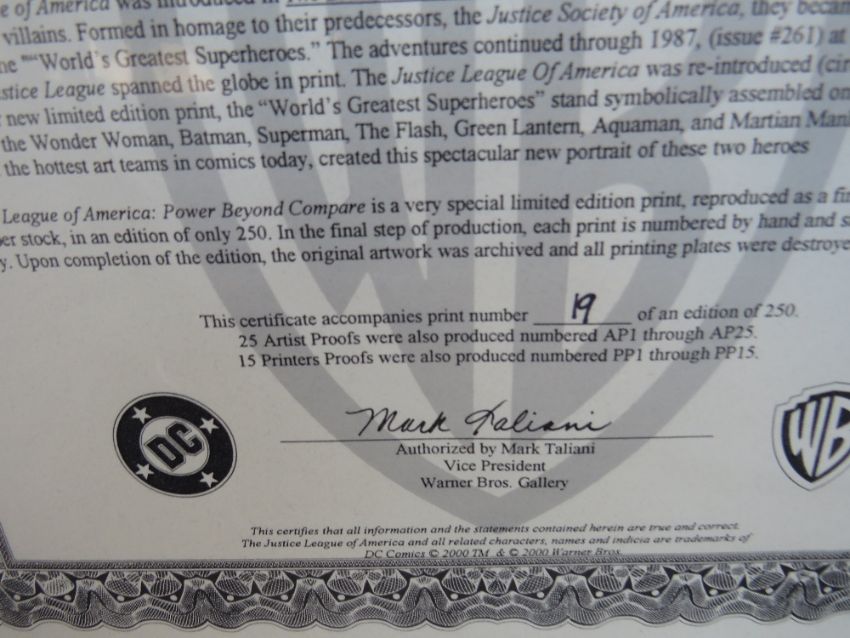 of America was introduced in The
villains. Formed in homage to their predecessors, the Justice Society of America, they becam
"“World's Greatest Superheroes.” The adventures continued through 1987, (issue #261) at
stice League spanned the globe in print. The Justice League Of America was re-introduced (cir
new limited edition print, the “World's Greatest Superheroes” stand symbolically assembled on
the Wonder Woman, Batman, Superman, The Flash, Green Lantern, Aquaman, and Martian Man
the hottest art teams in comics today, created this spectacular new portrait of these two heroes
League of America: Power Beyond Compare is a very special limited edition print, reproduced as a fi
er stock, in an edition of only 250. In the final step of production, each print is numbered by hand and s
y. Upon completion of the edition, the original artwork was archived and all printing plates were destroye
This certificate accompanies print number 19 of an edition of 250.
25 Artist Proofs were also produced numbered AP1 through AP25.
15 Printers Proofs were also produced numbered PP1 through PP15.
DC
Mark Taliani
WB
Authorized by Mark Taliani
Vice President
Warner Bros. Gallery
This certifies that all information and the statements contained herein are true and correct.
The Justice League of America and all related characters, names and indicia are trademarks of
DC Comics © 2000 TM & © 2000 Warner Bros.